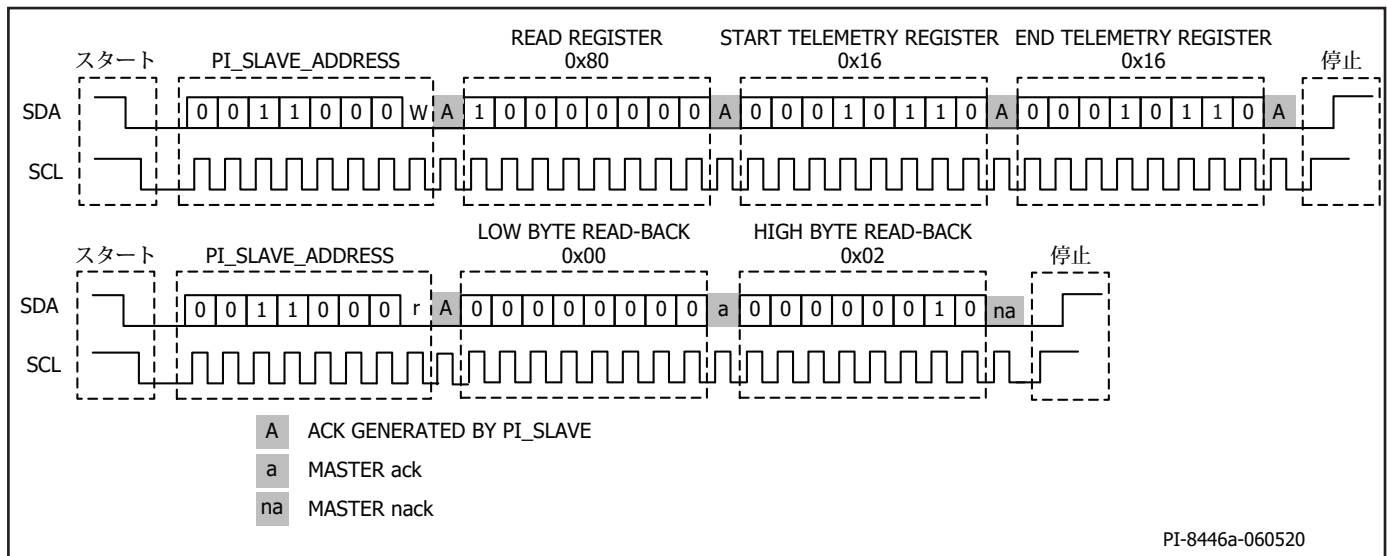 READ REGISTER START TELEMETRY REGISTER END TELEMETRY REGISTER
スタート PI_SLAVE_ADDRESS 0x80 0x16 0x16 停止
SDA 0 0 1 1 0 0 0 W A 1 0 0 0 0 0 0 0 A 0 0 0 1 0 1 1 0 A 0 0 0 1 0 1 1 0 A
SCL
LOW BYTE READ-BACK HIGH BYTE READ-BACK
スタート PI_SLAVE_ADDRESS 0x00 0x02 停止
SDA 0 0 1 1 0 0 0 r A 0 0 0 0 0 0 0 0 a 0 0 0 0 0 0 1 0 na
SCL
A ACK GENERATED BY PI_SLAVE
a MASTER ack
na MASTER nack
PI-8446a-060520